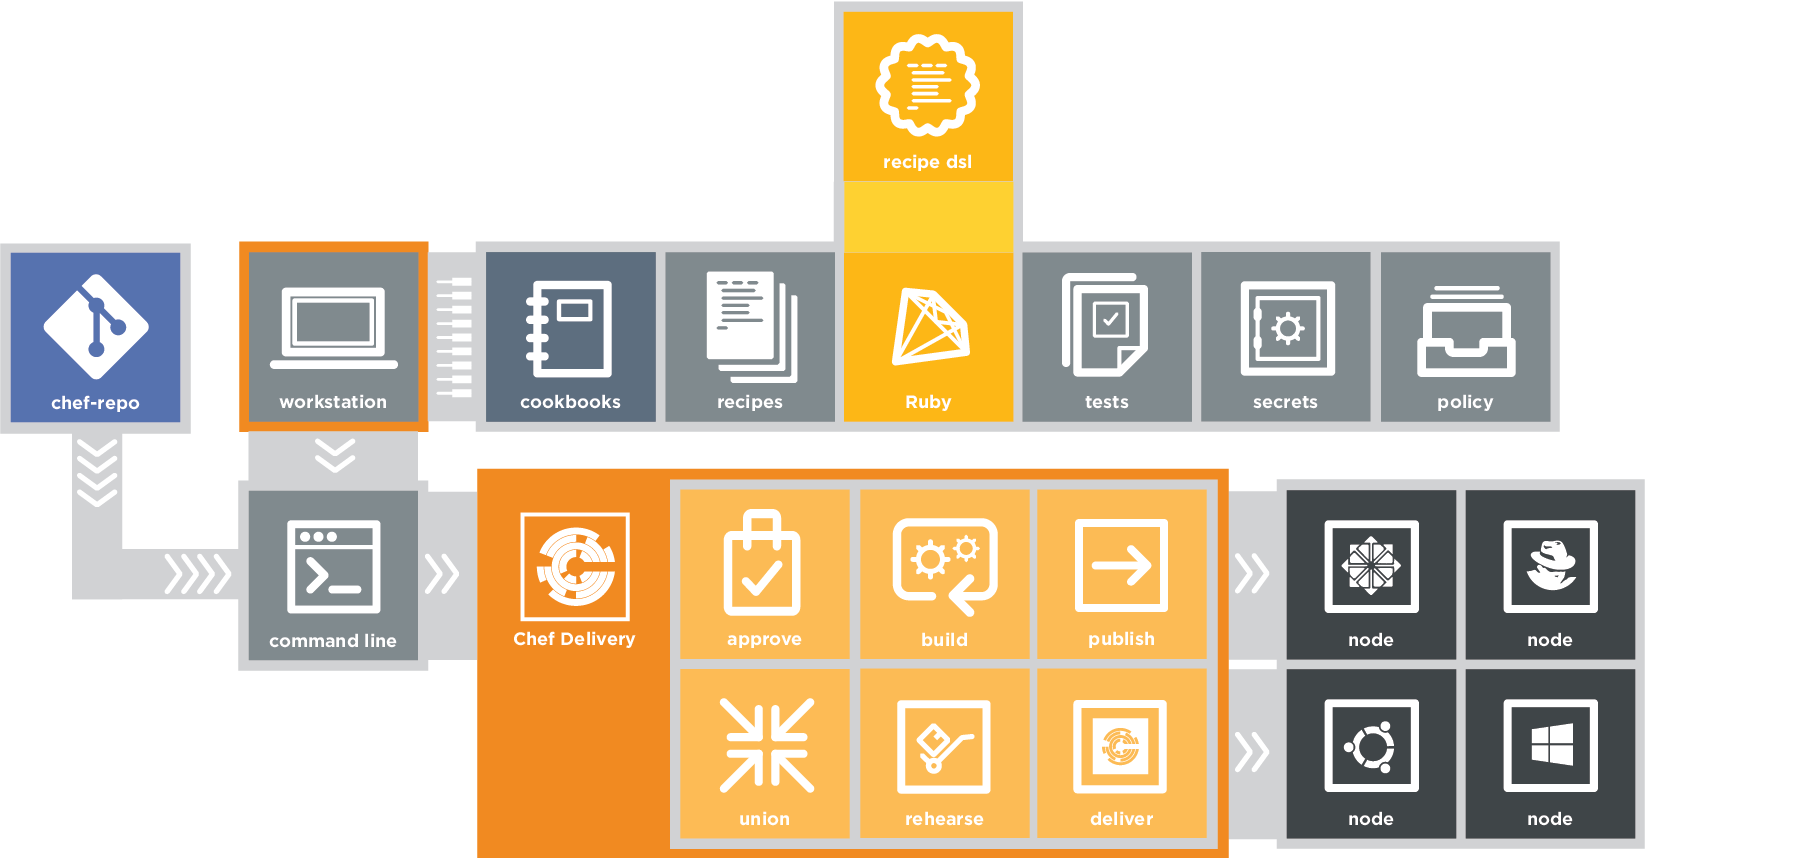 recipe dsl
chef-repo
workstation
cookbooks
recipes
Ruby
tests
secrets
policy
command line
Chef Delivery
approve
build
publish
node
node
union
rehearse
deliver
node
node